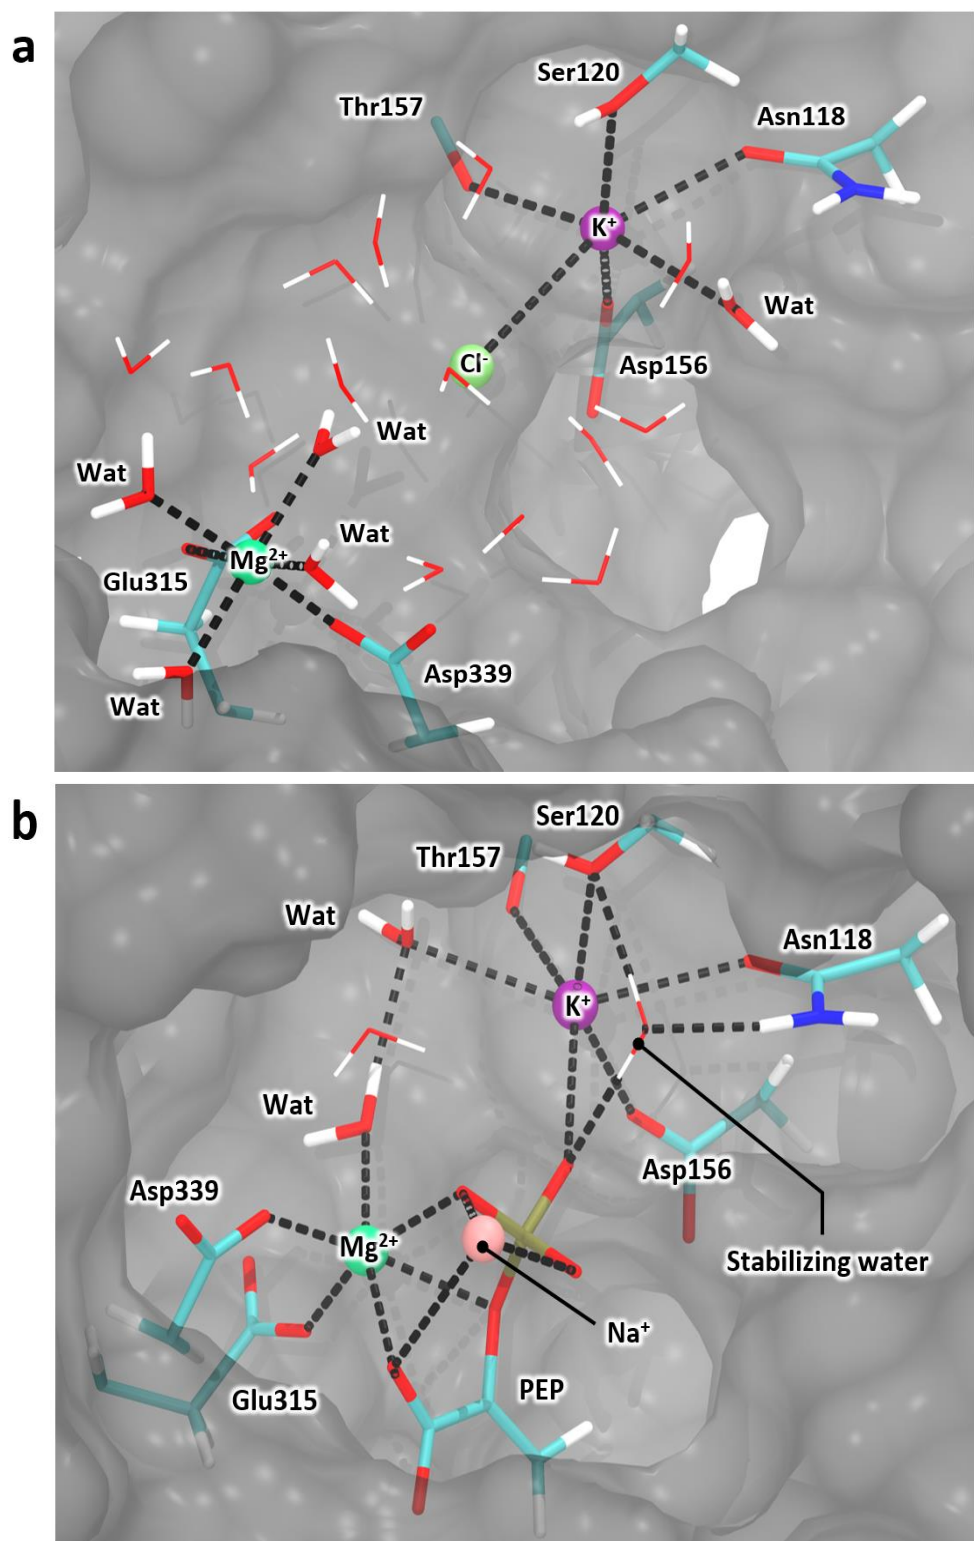 a
Ser120
Thr157
Asn118
K⁺
Wat
Cl⁻
Asp156
Wat
Wat
Wat
Mg²⁺
Glu315
Asp339
Wat
b
Ser120
Thr157
Wat
Asn118
K⁺
Wat
Asp156
Asp339
Mg²⁺
Stabilizing water
Na⁺
PEP
Glu315